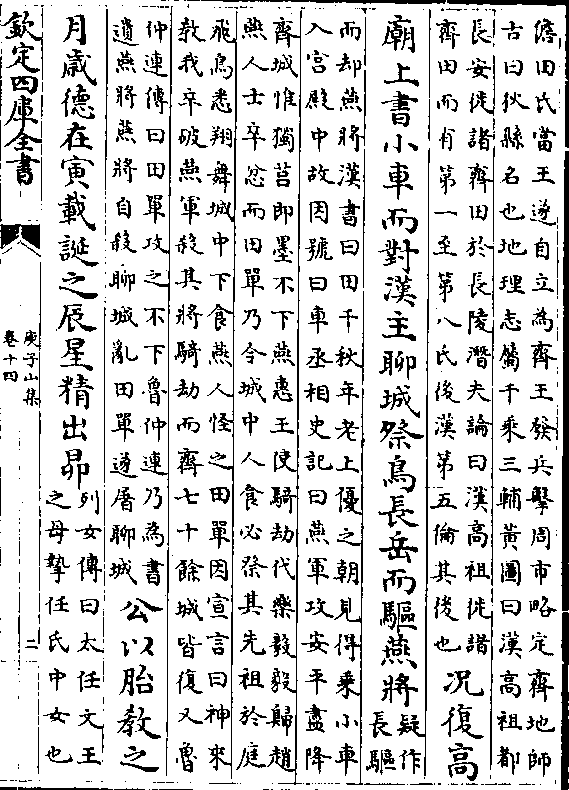 儋田氏當王遂自立為齊王發兵擊周市略定齊地師
古曰狄縣名也地理志屬千乘三輔黃圖曰漢高祖都
長安徙諸齊田於長陵潛夫論曰漢高祖徙諸
齊田而有第一至第八氏後漢第五倫其後也
況復高
廟上書小車而對漢主聊城祭鳥長岳而驅燕將
疑作
長驅
而却燕將漢書曰田千秋年老上優之朝見得乘小車
入宮殿中故因號曰車丞相史記曰燕軍攻安平盡降
齊城惟獨莒即墨不下燕惠王使騎劫代樂毅毅歸趙
燕人士卒忿而田單乃令城中人食必祭其先祖於庭
飛鳥悉翔舞城中下食燕人怪之田單因宣言曰神來
教我卒破燕軍殺其將騎劫而齊七十餘城皆復又魯
仲連傳曰田單攻之不下魯仲連乃為書
遺燕將燕將自殺聊城亂田單遂屠聊城
公以胎教之
月歲德在寅載誕之辰星精出昴
列女傳曰太任文王
之母摯任氏中女也
欽定四庫全書
庾子山集
卷十四
二